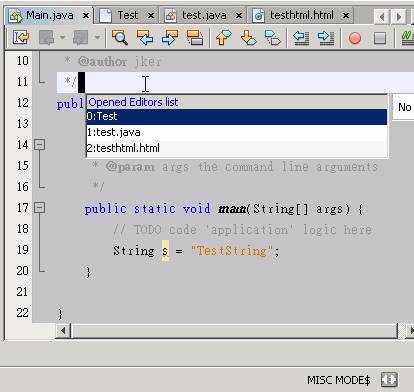 Main.java Test test.java testhtml.html
10 * @author jker
11 */
12 publ
Opened Editors list
0:Test
1:test.java
2:testhtml.html
No
13
14
15 * @param args the command line arguments
16 */
17 public static void main(String[] args) {
18 // TODO code 'application' logic here
19 String s = "TestString";
20 }
21
22 }
MISC MODE$